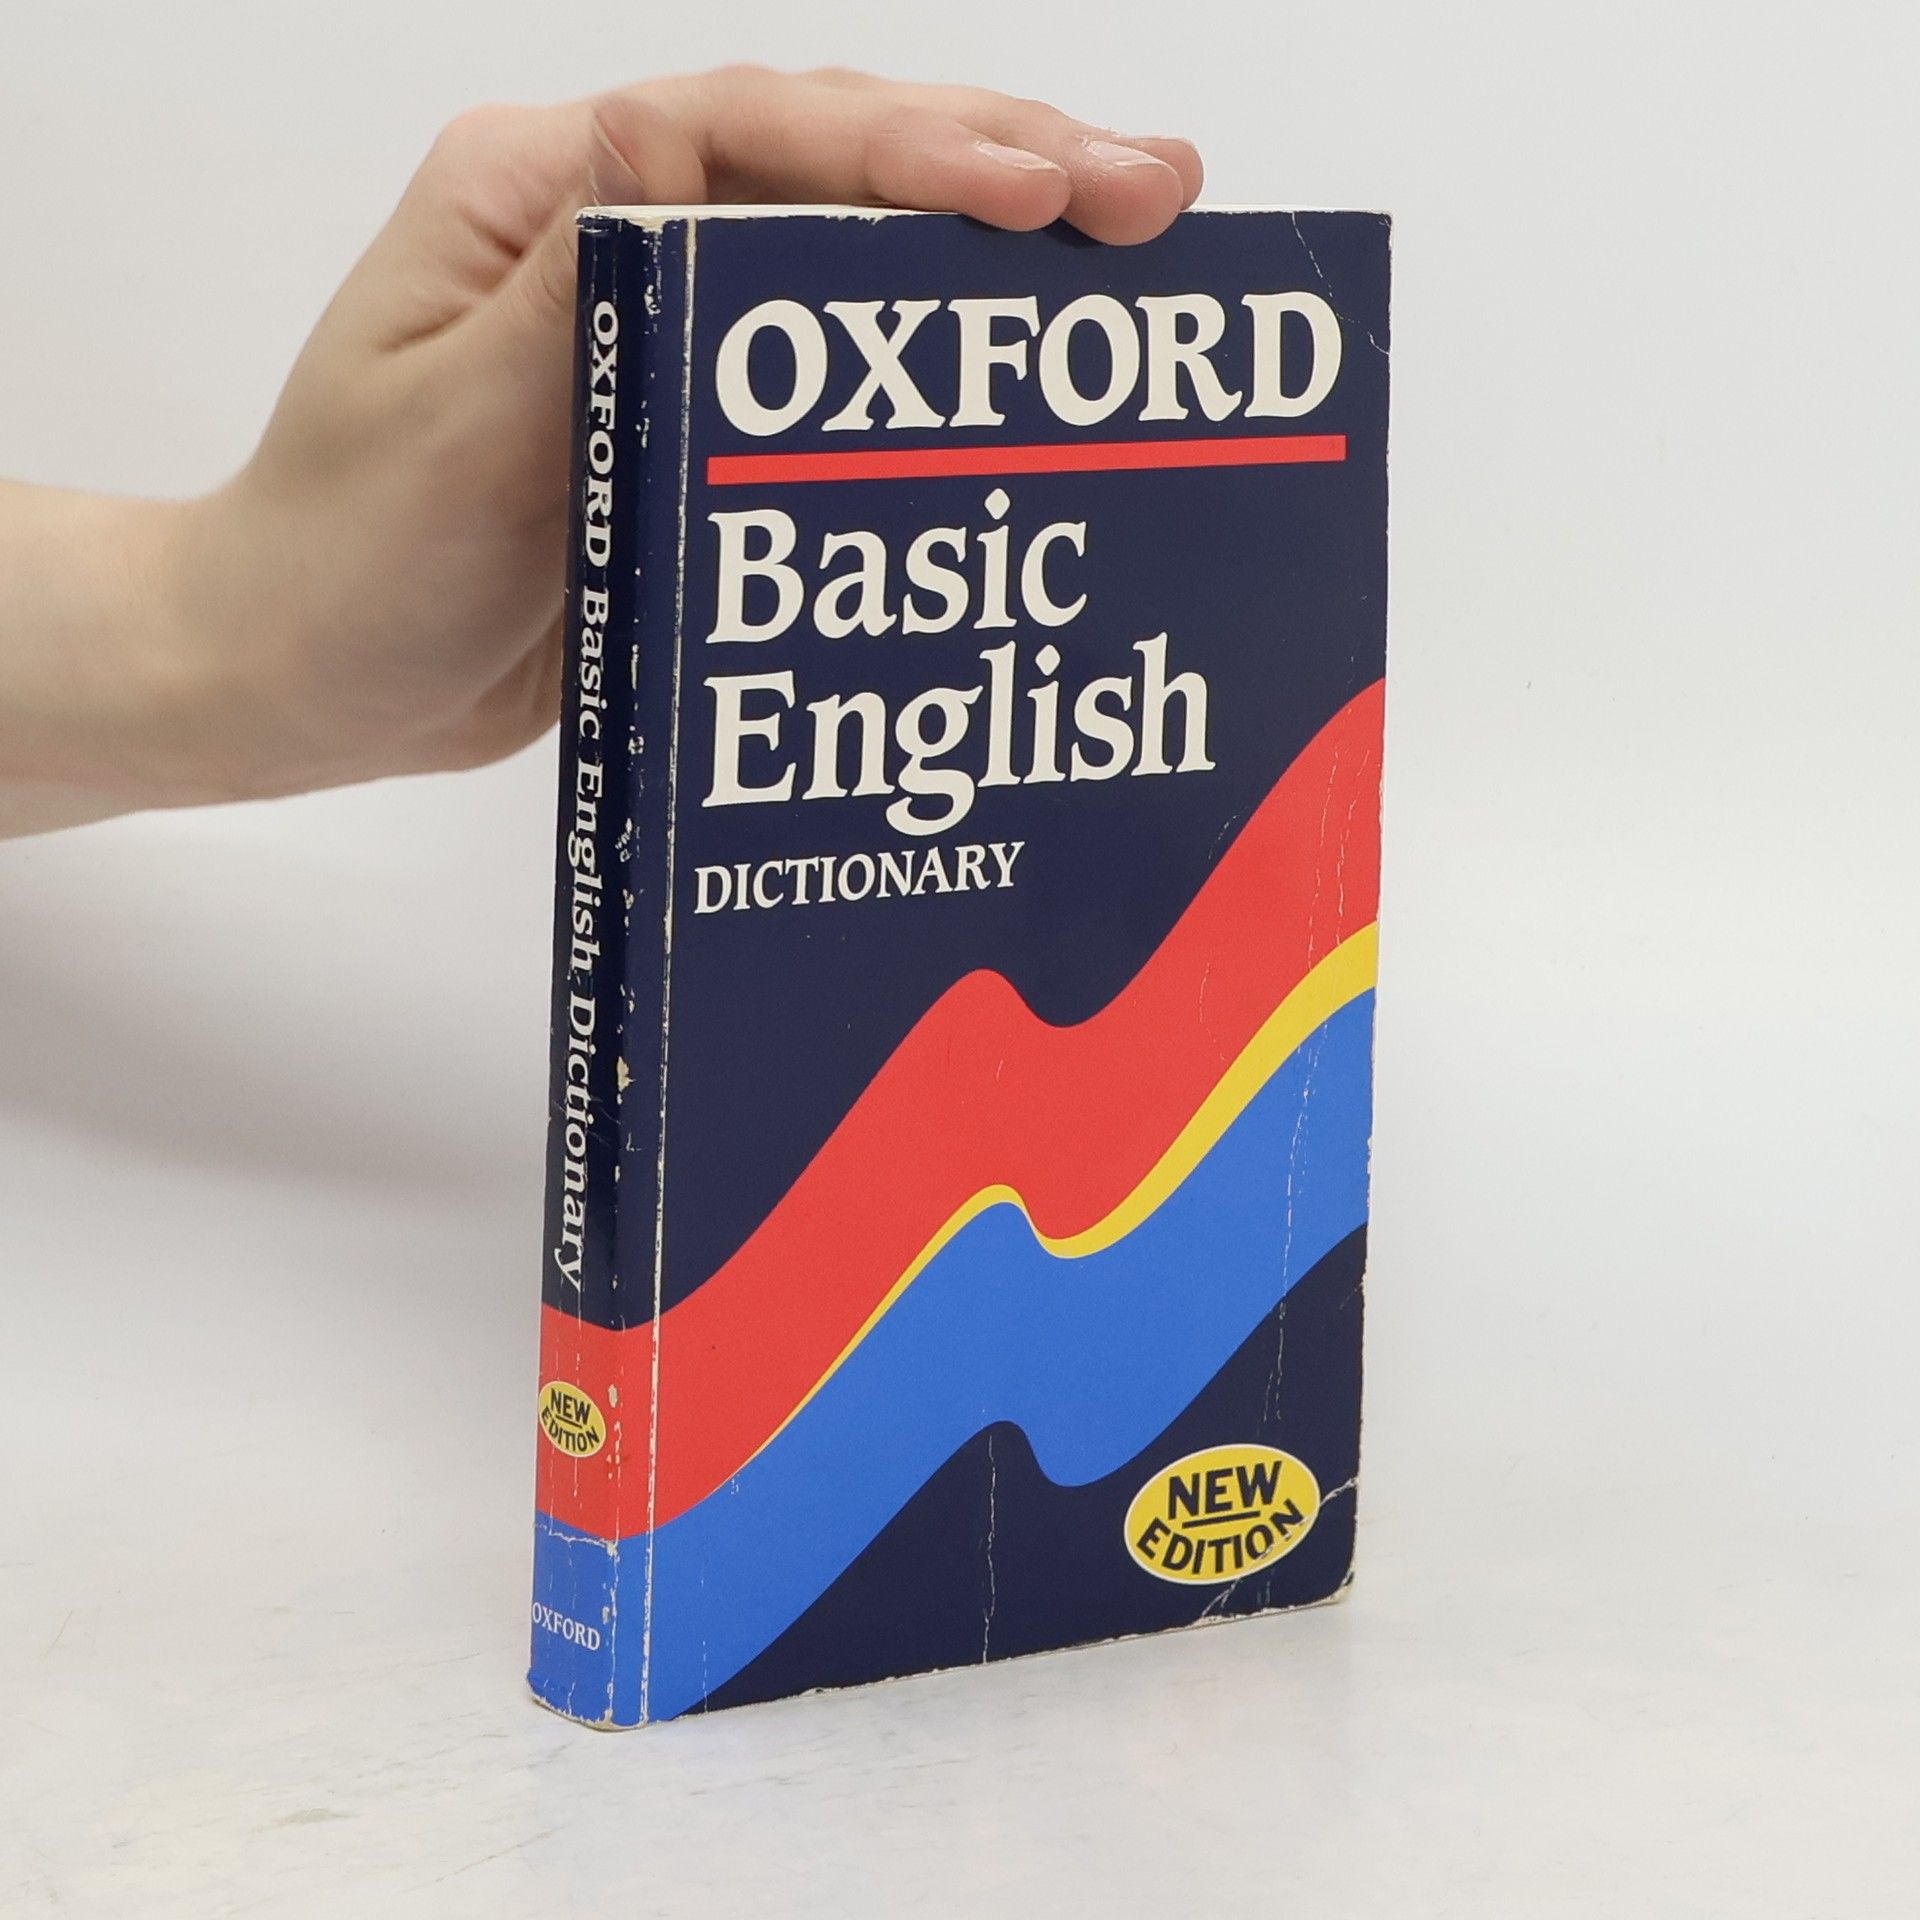 OXFORD
Basic
English
DICTIONARY
NEW
EDITION
OXFORD Basic English Dictionary
NEW
EDITION
OXFORD